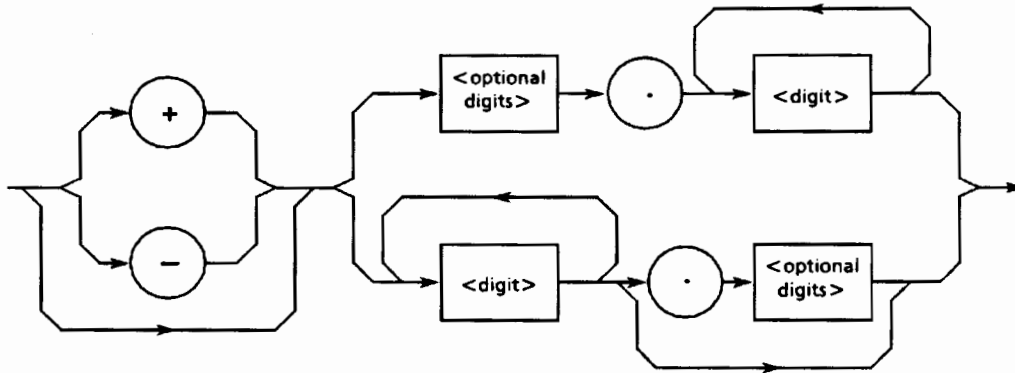 +
<optional
digits>
.
<digit>
−
<digit>
.
<optional
digits>